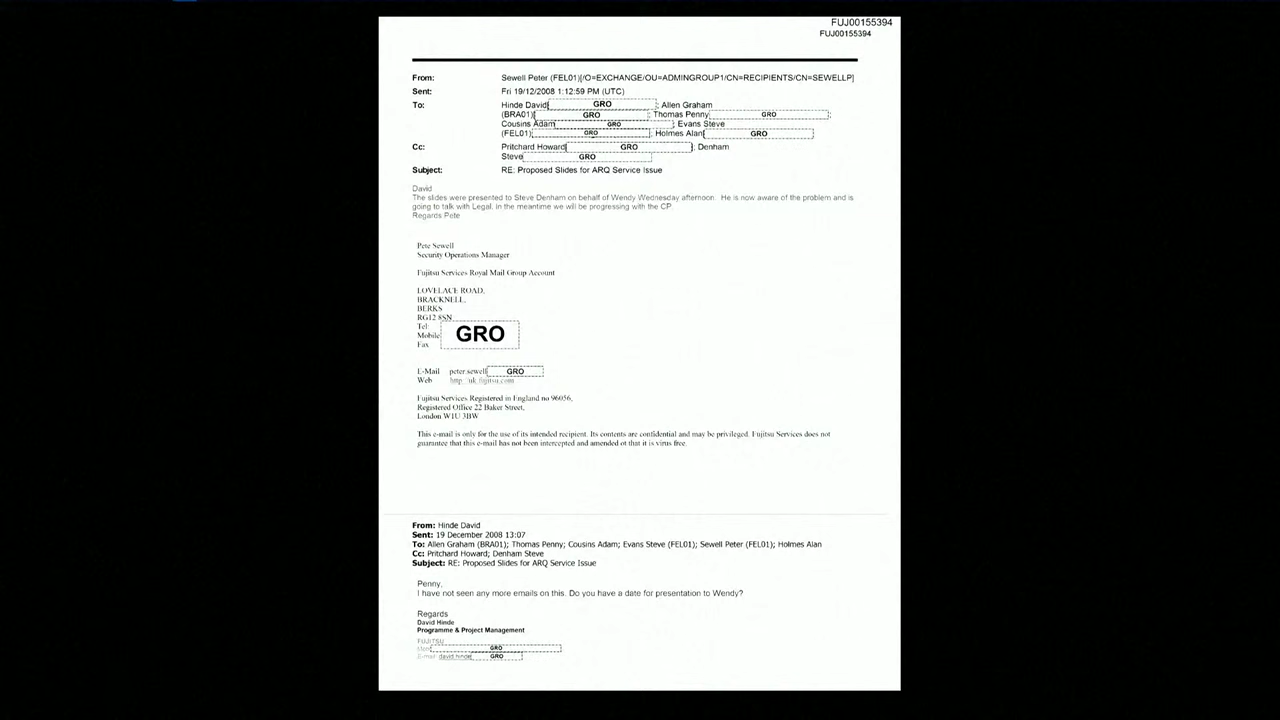 FUJ00155394
FUJ00155394
From: Sewell Peter (FEL01)[/O=EXCHANGE/OU=ADMINGROUP1/CN=RECIPIENTS/CN=SEWELLP]
Sent: Fri 19/12/2008 1:12:59 PM (UTC)
To: Hinde David[ GRO ; Allen Graham
(BRA01)[ GRO ; Thomas Penny[ GRO ;
Cousins Adam[ GRO ; Evans Steve
(FEL01)[ GRO ; Holmes Alan[ GRO
Cc: Pritchard Howard[ GRO ]; Denham
Steve[ GRO
Subject: RE: Proposed Slides for ARQ Service Issue
David
The slides were presented to Steve Denham on behalf of Wendy Wednesday afternoon. He is now aware of the problem and is
going to talk with Legal. in the meantime we will be progressing with the CP.
Regards Pete
Pete Sewell
Security Operations Manager
Fujitsu Services Royal Mail Group Account
LOVELACE ROAD,
BRACKNELL,
BERKS
RG12 8SN
Tel:
Mobile GRO
Fax
E-Mail peter.sewell GRO
Web http://uk.fujitsu.com
Fujitsu Services Registered in England no 96056,
Registered Office 22 Baker Street,
London W1U 3BW
This e-mail is only for the use of its intended recipient. Its contents are confidential and may be privileged. Fujitsu Services does not
guarantee that this e-mail has not been intercepted and amended or that it is virus free.
From: Hinde David
Sent: 19 December 2008 13:07
To: Allen Graham (BRA01); Thomas Penny; Cousins Adam; Evans Steve (FEL01); Sewell Peter (FEL01); Holmes Alan
Cc: Pritchard Howard; Denham Steve
Subject: RE: Proposed Slides for ARQ Service Issue
Penny,
I have not seen any more emails on this. Do you have a date for presentation to Wendy?
Regards
David Hinde
Programme & Project Management
FUJITSU
GRO
E-mail: david.hinde GRO